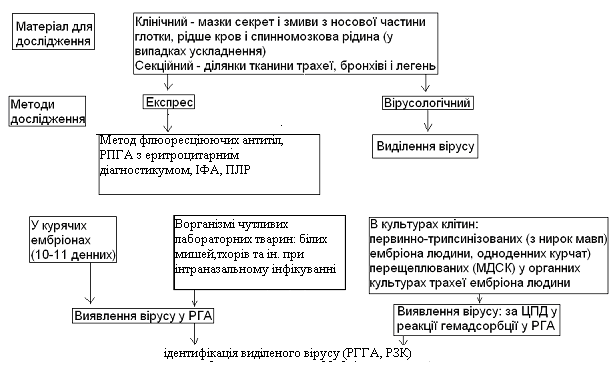 Матеріал для
дослідження
Клінічний - мазки секрет і змиви з носової частини
глотки, рідше кров і спинномозкова рідина (у
випадках ускладнення)
Секційний - ділянки тканини трахеї, бронхіві і легень
Методи
дослідження
Експрес
Вірусологічний
Метод флюоресціюючих антитіл,
РПГА з еритроцитарним
діагностикумом, ІФА, ПЛР
Виділення вірусу
У курячих
ембріонах
(10-11 денних)
Ворганізмі чутливих
лабораторних тварин: білих
мишей,тхорів та ін. при
інтраназальному інфікуванні
В культурах клітин:
первинно-трипсинізованих (з нирок мавп)
ембріона людини, одноденних курчат)
перещеплюваних (МДСК) у органних
культурах трахеї ембріона людини
Виявлення вірусу у РГА
Виявлення вірусу: за ЦПД у
реакції гемадсорбції у РГА
ідентифікація виділеного вірусу (РГГА, РЗК)